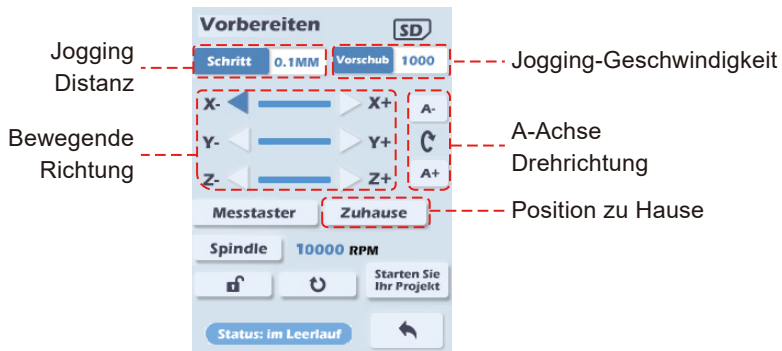 Vorbereiten
SD
Jogging
Distanz
Schritt 0.1MM Vorschub 1000
Jogging-Geschwindigkeit
Bewegende
Richtung
X- X+
Y- Y+
Z- Z+
A-
A+
A-Achse
Drehrichtung
Messtaster Zuhause
Position zu Hause
Spindle 10000 RPM
Starten Sie
Ihr Projekt
Status: im Leerlauf